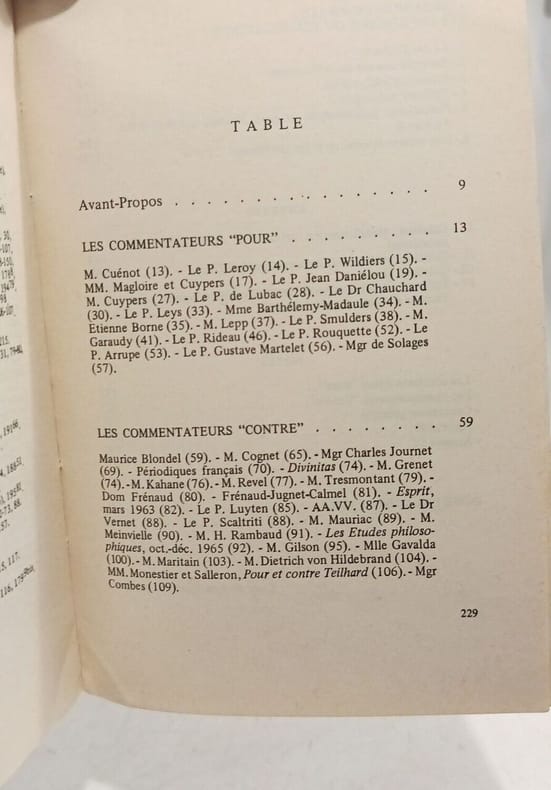 TABLE
Avant-Propos . . . . . . . . . . . . . . . . 9
LES COMMENTATEURS “POUR” . . . . . . . . . 13
M. Cuénot (13). - Le P. Leroy (14). - Le P. Wildiers (15). -
MM. Magloire et Cuypers (17). - Le P. Jean Daniélou (19). -
M. Cuypers (27). - Le P. de Lubac (28). - Le Dr Chauchard
(30). - Le P. Leys (33). - Mme Barthélemy-Madaule (34). - M.
Etienne Borne (35). - M. Lepp (37). - Le P. Smulders (38). - M.
Garaudy (41). - Le P. Rideau (46). - Le P. Rouquette (52). - Le
P. Arrupe (53). - Le P. Gustave Martelet (56). - Mgr de Solages
(57).
LES COMMENTATEURS “CONTRE” . . . . . . . . 59
Maurice Blondel (59). - M. Cognet (65). - Mgr Charles Journet
(69). - Périodiques français (70). - Divinitas (74). - M. Grenet
(74). - M. Kahane (76). - M. Revel (77). - M. Tresmontant (79). -
Dom Frénaud (80). - Frénaud-Jugnet-Calmel (81). - Esprit,
mars 1963 (82). - Le P. Luyten (85). - AA.VV. (87). - Le Dr
Vernet (88). - Le P. Scaltriti (88). - M. Mauriac (89). - M.
Meinvielle (90). - M. H. Rambaud (91). - Les Etudes philoso-
phiques, oct.-déc. 1965 (92). - M. Gilson (95). - Mlle Gavalda
(100). - M. Maritain (103). - M. Dietrich von Hildebrand (104). -
MM. Monestier et Salleron, Pour et contre Teilhard (106). - Mgr
Combes (109).
229